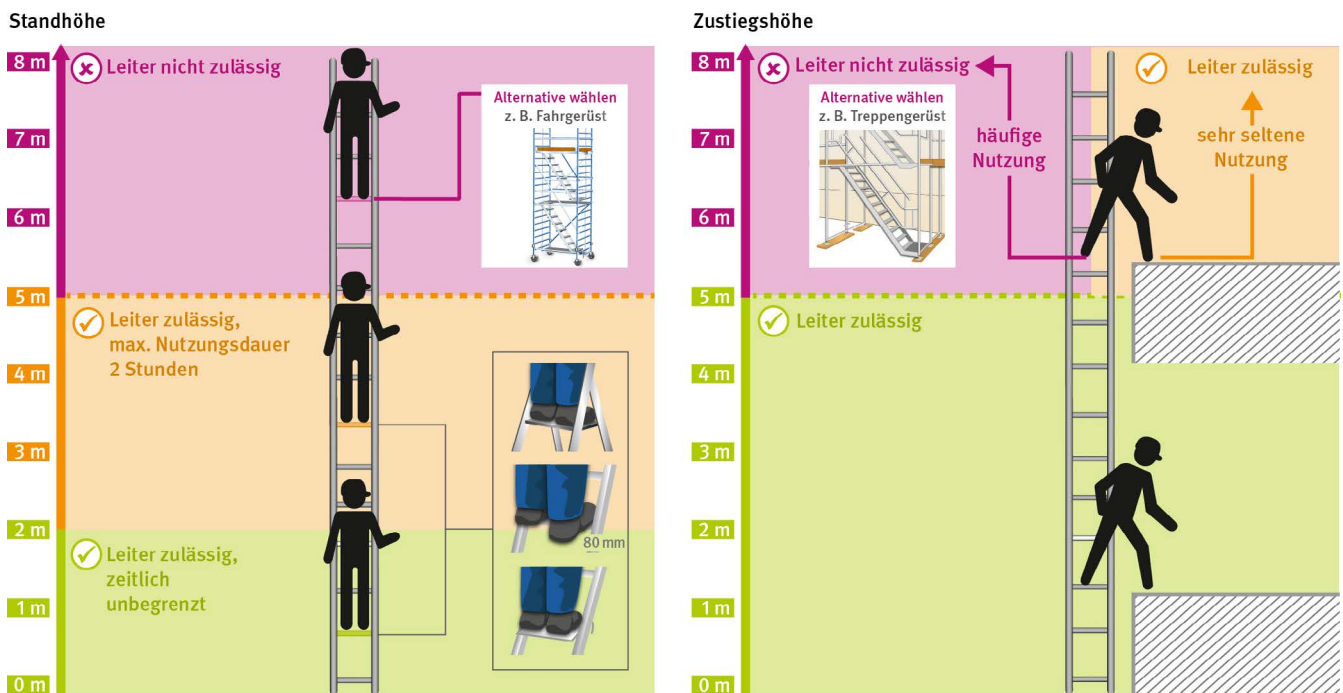 Standhöhe
8 m
Leiter nicht zulässig
Alternative wählen
z. B. Fahrgerüst
7 m
6 m
5 m
Leiter zulässig,
max. Nutzungsdauer
2 Stunden
4 m
3 m
2 m
80 mm
Leiter zulässig,
zeitlich
unbegrenzt
1 m
0 m
Zustiegshöhe
8 m
Leiter nicht zulässig
Leiter zulässig
Alternative wählen
z. B. Treppengerüst
7 m
häufige
Nutzung
sehr seltene
Nutzung
6 m
5 m
Leiter zulässig
4 m
3 m
2 m
1 m
0 m